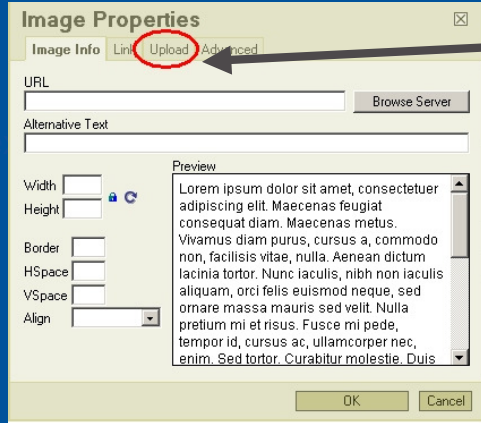 Image Properties
Image Info Link Upload Advanced
URL
Browse Server
Alternative Text
Width
Height
Border
HSpace
VSpace
Align
Preview
Lorem ipsum dolor sit amet, consectetuer
adipiscing elit. Maecenas feugiat
consequat diam. Maecenas metus.
Vivamus diam purus, cursus a, commodo
non, facilisis vitae, nulla. Aenean dictum
lacinia tortor. Nunc iaculis, nibh non iaculis
aliquam, orci felis euismod neque, sed
ornare massa mauris sed velit. Nulla
pretium mi et risus. Fusce mi pede,
tempor id, cursus ac, ullamcorper nec,
enim. Sed tortor. Curabitur molestie. Duis
OK Cancel